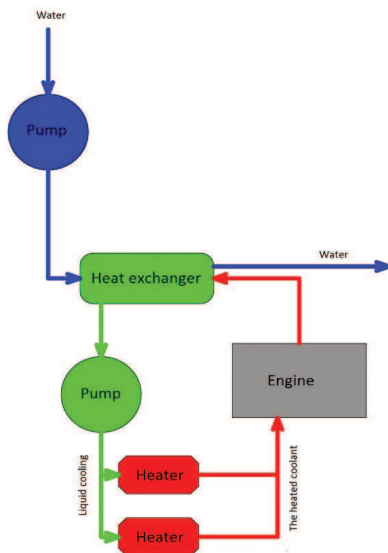 Water
Pump
Water
Heat exchanger
Pump
Engine
Liquid cooling
Heater
The heated coolant
Heater